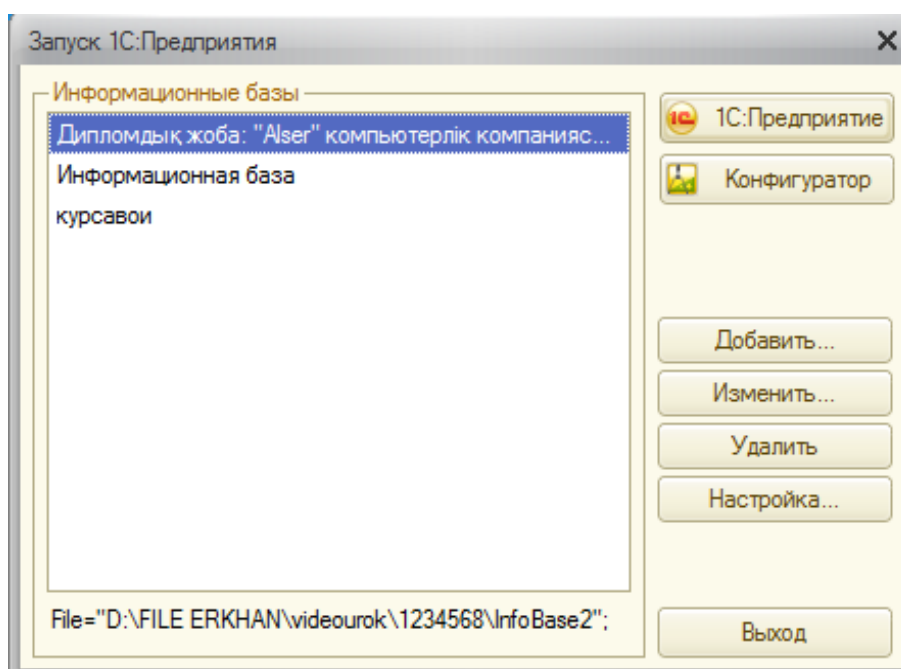 Запуск 1С:Предприятия
Информационные базы
Дипломдық жоба: "Alser" компьютерлік компанияс...
Информационная база
курсавои
File="D:\FILE ERKHAN\videourok\1234568\InfoBase2";
1С:Предприятие
Конфигуратор
Добавить...
Изменить...
Удалить
Настройка...
Выход